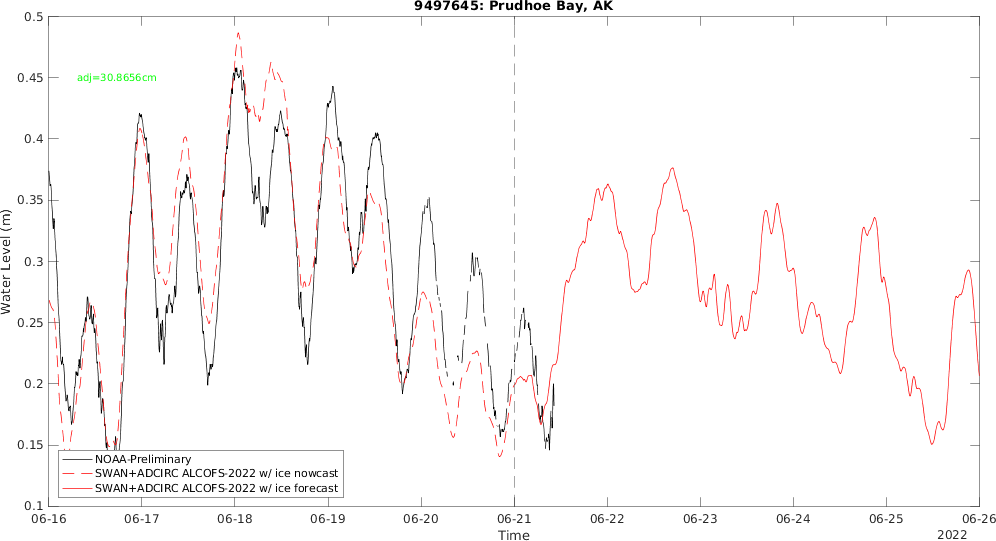 9497645: Prudhoe Bay, AK
0.5
0.45
0.4
0.35
0.3
0.25
0.2
0.15
0.1
Water Level (m)
adj=30.8656cm
NOAA-Preliminary
SWAN+ADCIRC ALCOFS-2022 w/ ice nowcast
SWAN+ADCIRC ALCOFS-2022 w/ ice forecast
06-16 06-17 06-18 06-19 06-20 06-21 06-22 06-23 06-24 06-25 06-26
Time
2022